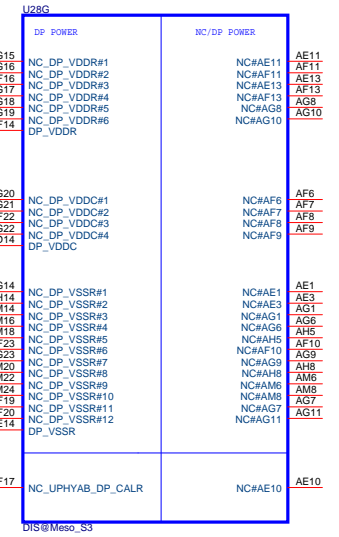 U28G
DP POWER NC/DP POWER
NC_DP_VDDR#1 NC#AE11 AE11
NC_DP_VDDR#2 NC#AF11 AF11
NC_DP_VDDR#3 NC#AE13 AE13
NC_DP_VDDR#4 NC#AF13 AF13
NC_DP_VDDR#5 NC#AG8 AG8
NC_DP_VDDR#6 NC#AG10 AG10
DP_VDDR
NC_DP_VDDC#1 NC#AF6 AF6
NC_DP_VDDC#2 NC#AF7 AF7
NC_DP_VDDC#3 NC#AF8 AF8
NC_DP_VDDC#4 NC#AF9 AF9
DP_VDDC
NC_DP_VSSR#1 NC#AE1 AE1
NC_DP_VSSR#2 NC#AE3 AE3
NC_DP_VSSR#3 NC#AG1 AG1
NC_DP_VSSR#4 NC#AG6 AG6
NC_DP_VSSR#5 NC#AH5 AH5
NC_DP_VSSR#6 NC#AF10 AF10
NC_DP_VSSR#7 NC#AG9 AG9
NC_DP_VSSR#8 NC#AH8 AH8
NC_DP_VSSR#9 NC#AM6 AM6
NC_DP_VSSR#10 NC#AM8 AM8
NC_DP_VSSR#11 NC#AG7 AG7
NC_DP_VSSR#12 NC#AG11 AG11
DP_VSSR
NC_UPHYAB_DP_CALR NC#AE10 AE10
DIS@Meso_S3